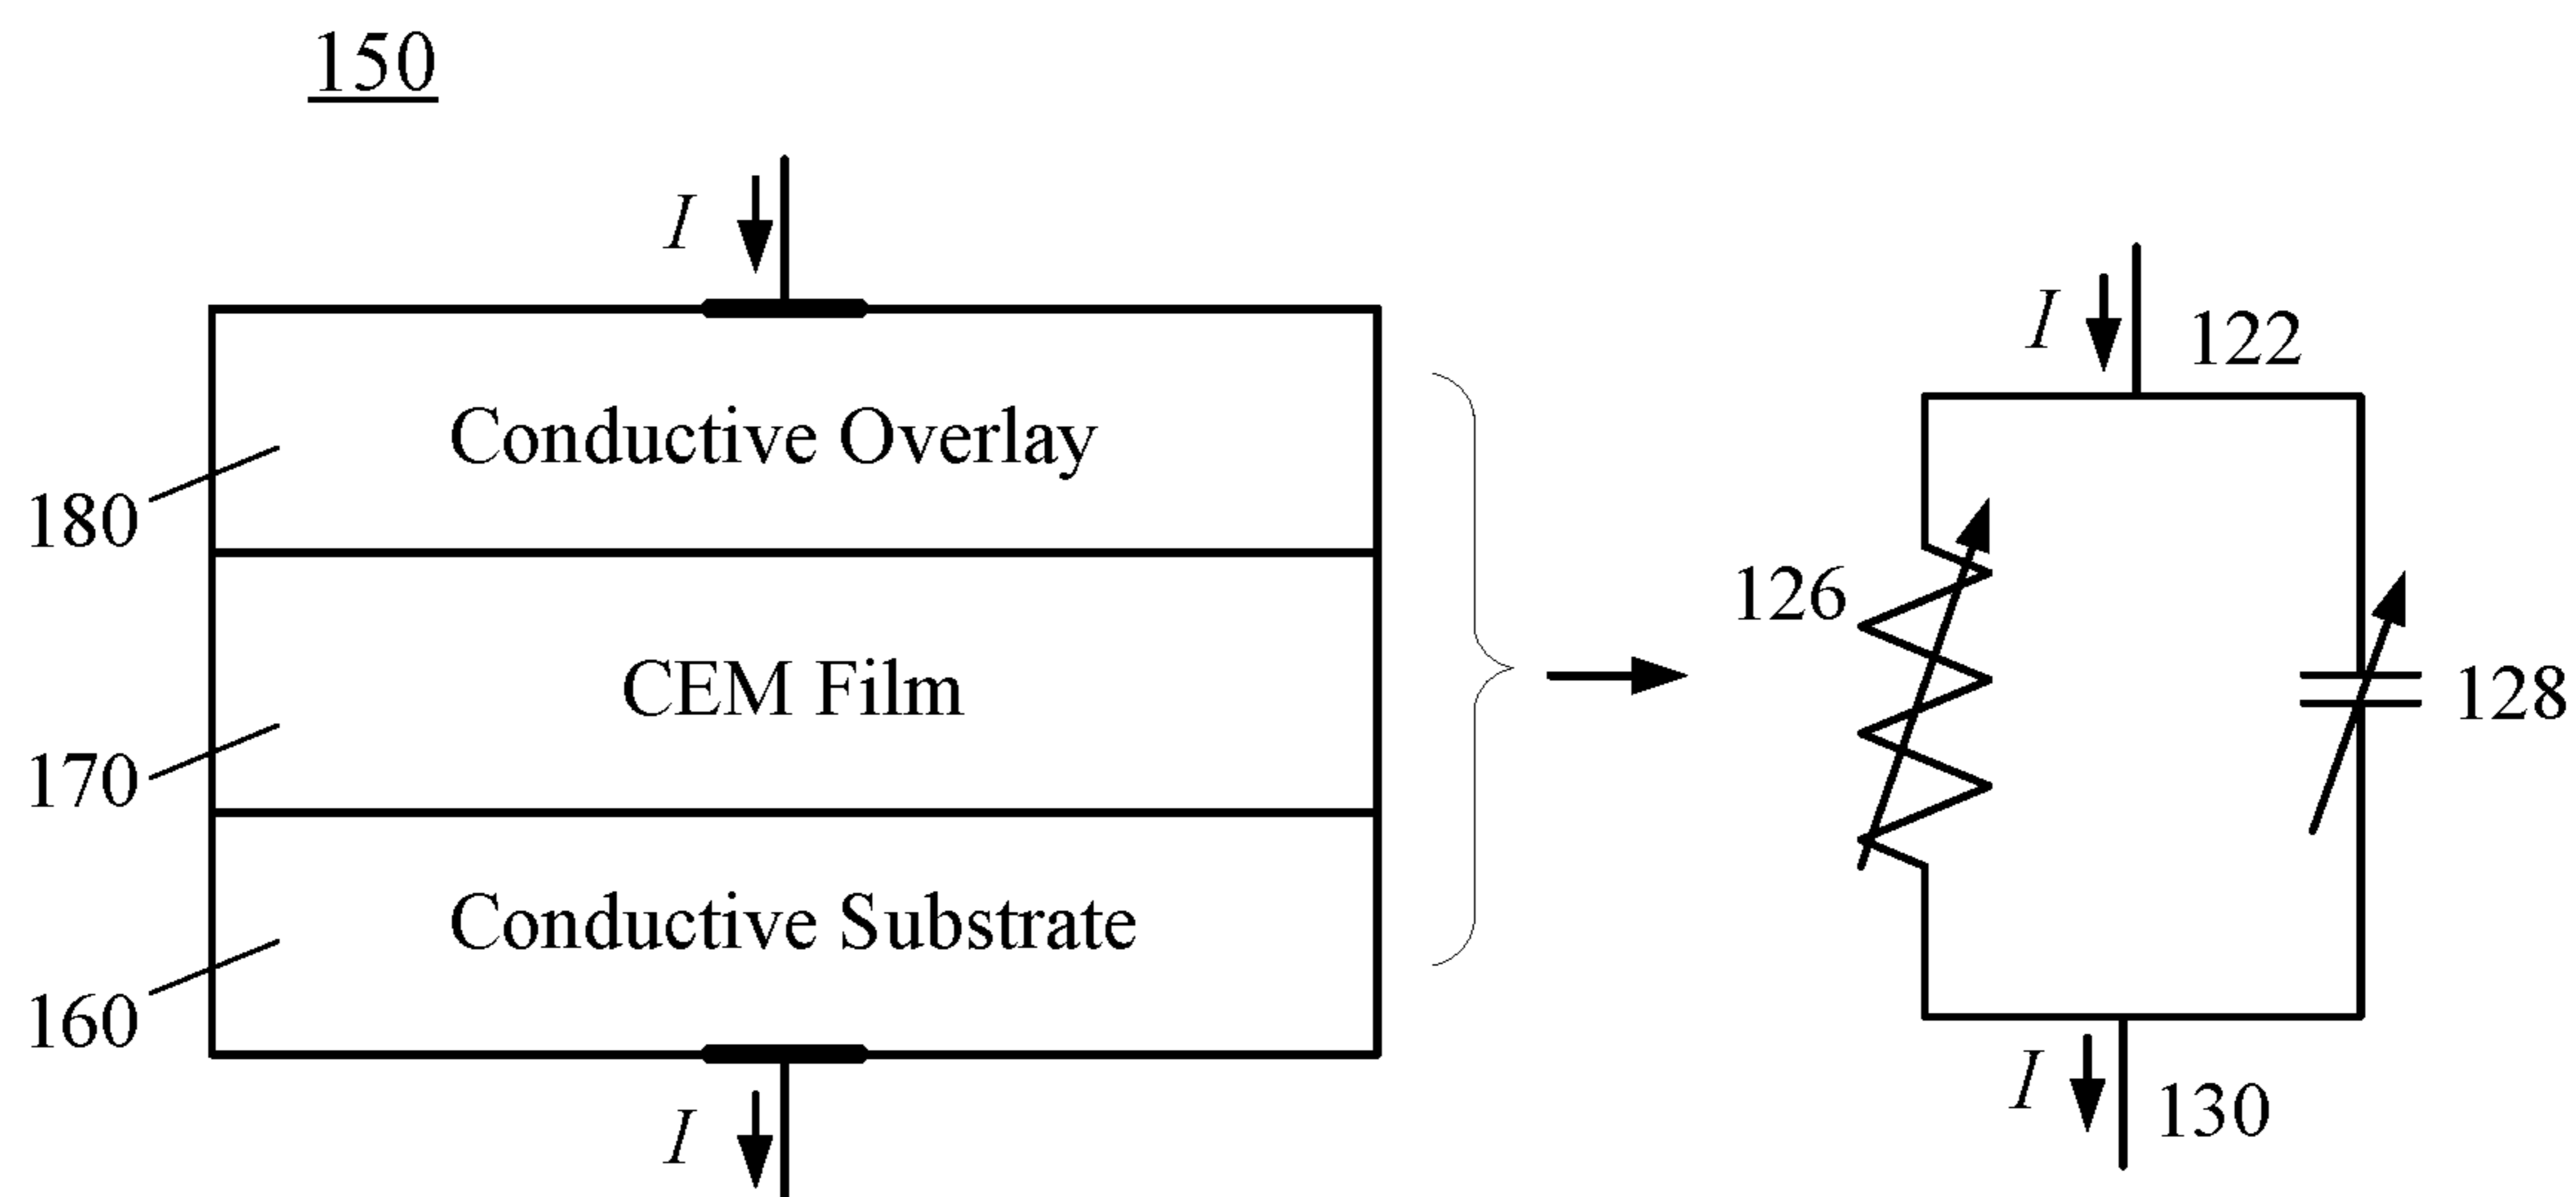 150
I
Conductive Overlay
180
CEM Film
170
Conductive Substrate
160
I
I
122
126
128
I
130